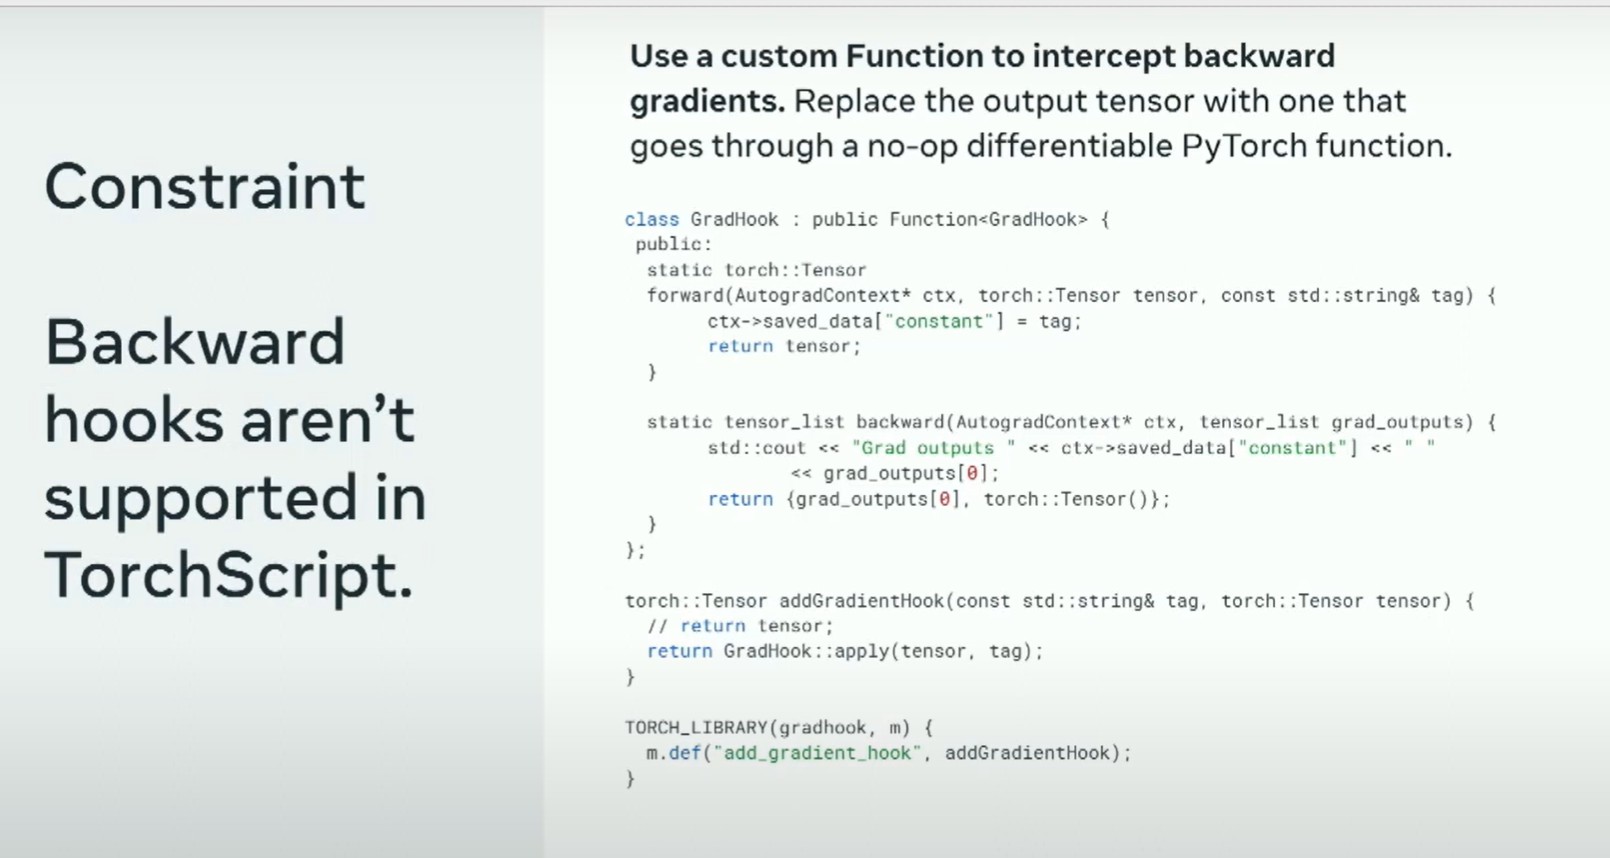 Constraint
Backward
hooks aren’t
supported in
TorchScript.
Use a custom Function to intercept backward
gradients. Replace the output tensor with one that
goes through a no-op differentiable PyTorch function.
class GradHook : public Function<GradHook> {
 public:
  static torch::Tensor
  forward(AutogradContext* ctx, torch::Tensor tensor, const std::string& tag) {
       ctx->saved_data["constant"] = tag;
       return tensor;
  }
  static tensor_list backward(AutogradContext* ctx, tensor_list grad_outputs) {
       std::cout << "Grad outputs " << ctx->saved_data["constant"] << " "
              << grad_outputs[0];
       return {grad_outputs[0], torch::Tensor()};
  }
};
torch::Tensor addGradientHook(const std::string& tag, torch::Tensor tensor) {
  // return tensor;
  return GradHook::apply(tensor, tag);
}
TORCH_LIBRARY(gradhook, m) {
  m.def("add_gradient_hook", addGradientHook);
}